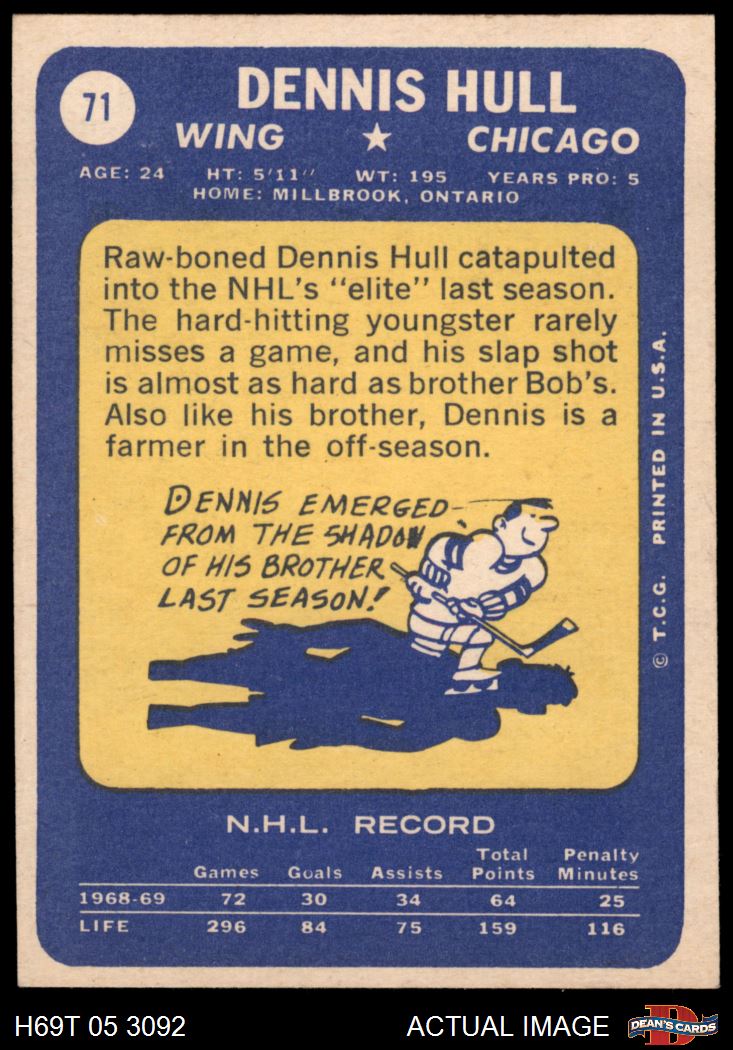 71
DENNIS HULL
WING ★ CHICAGO
AGE: 24 HT: 5'11" WT: 195 YEARS PRO: 5
HOME: MILLBROOK, ONTARIO
Raw-boned Dennis Hull catapulted
into the NHL's "elite" last season.
The hard-hitting youngster rarely
misses a game, and his slap shot
is almost as hard as brother Bob's.
Also like his brother, Dennis is a
farmer in the off-season.
DENNIS EMERGED
FROM THE SHADOW
OF HIS BROTHER
LAST SEASON!
© T.C.G. PRINTED IN U.S.A.
N.H.L. RECORD
Games Goals Assists Total Points Penalty Minutes
1968-69 72 30 34 64 25
LIFE 296 84 75 159 116
H69T 05 3092 ACTUAL IMAGE DEAN'S CARDS